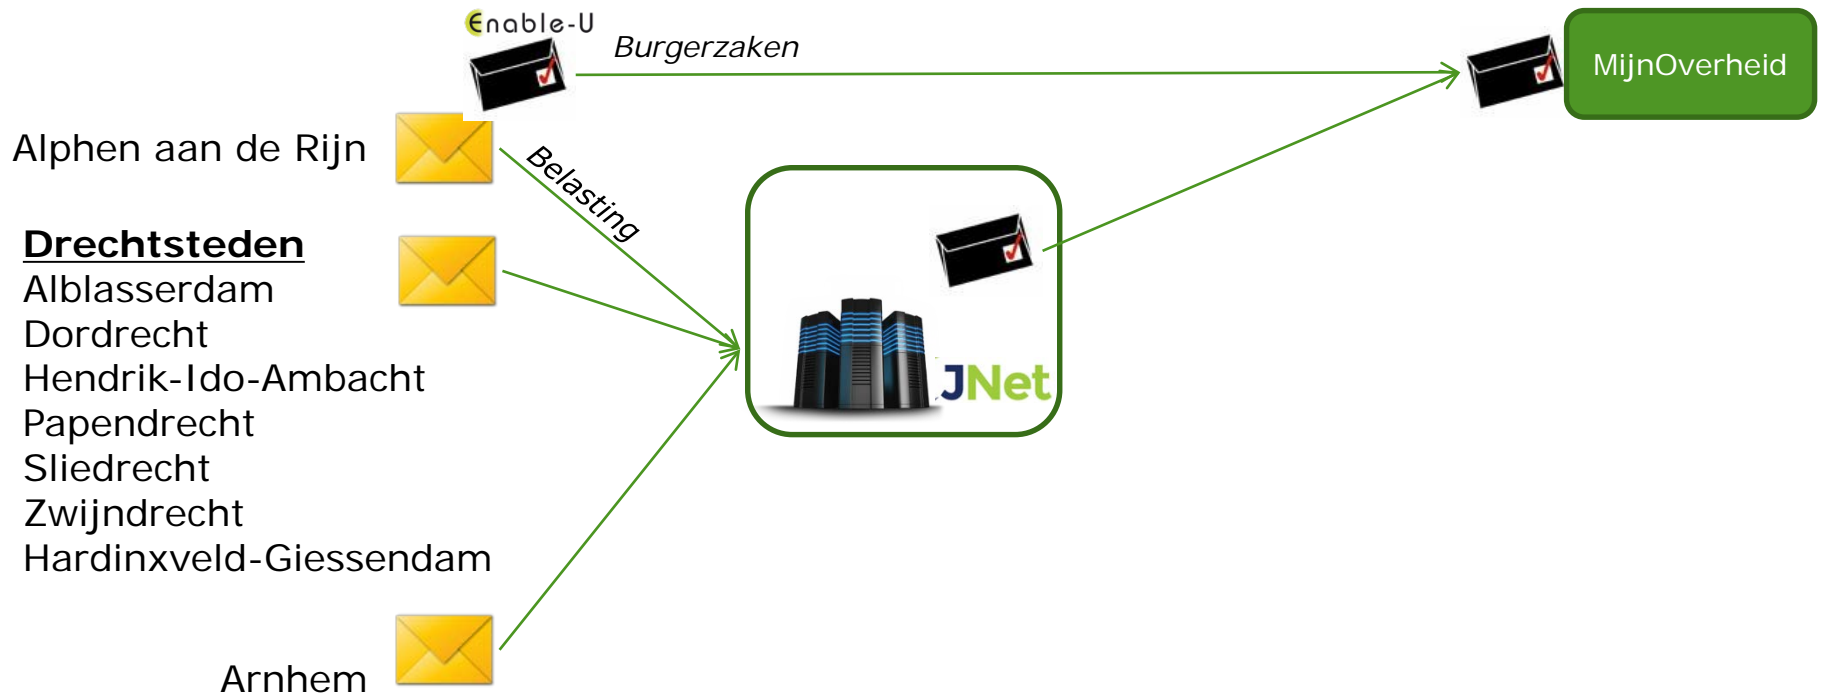 Enable-U
Burgerzaken
MijnOverheid
Alphen aan de Rijn
Belasting
Drechtsteden
Alblasserdam
Dordrecht
Hendrik-Ido-Ambacht
Papendrecht
Sliedrecht
Zwijndrecht
Hardinxveld-Giessendam
JNet
Arnhem